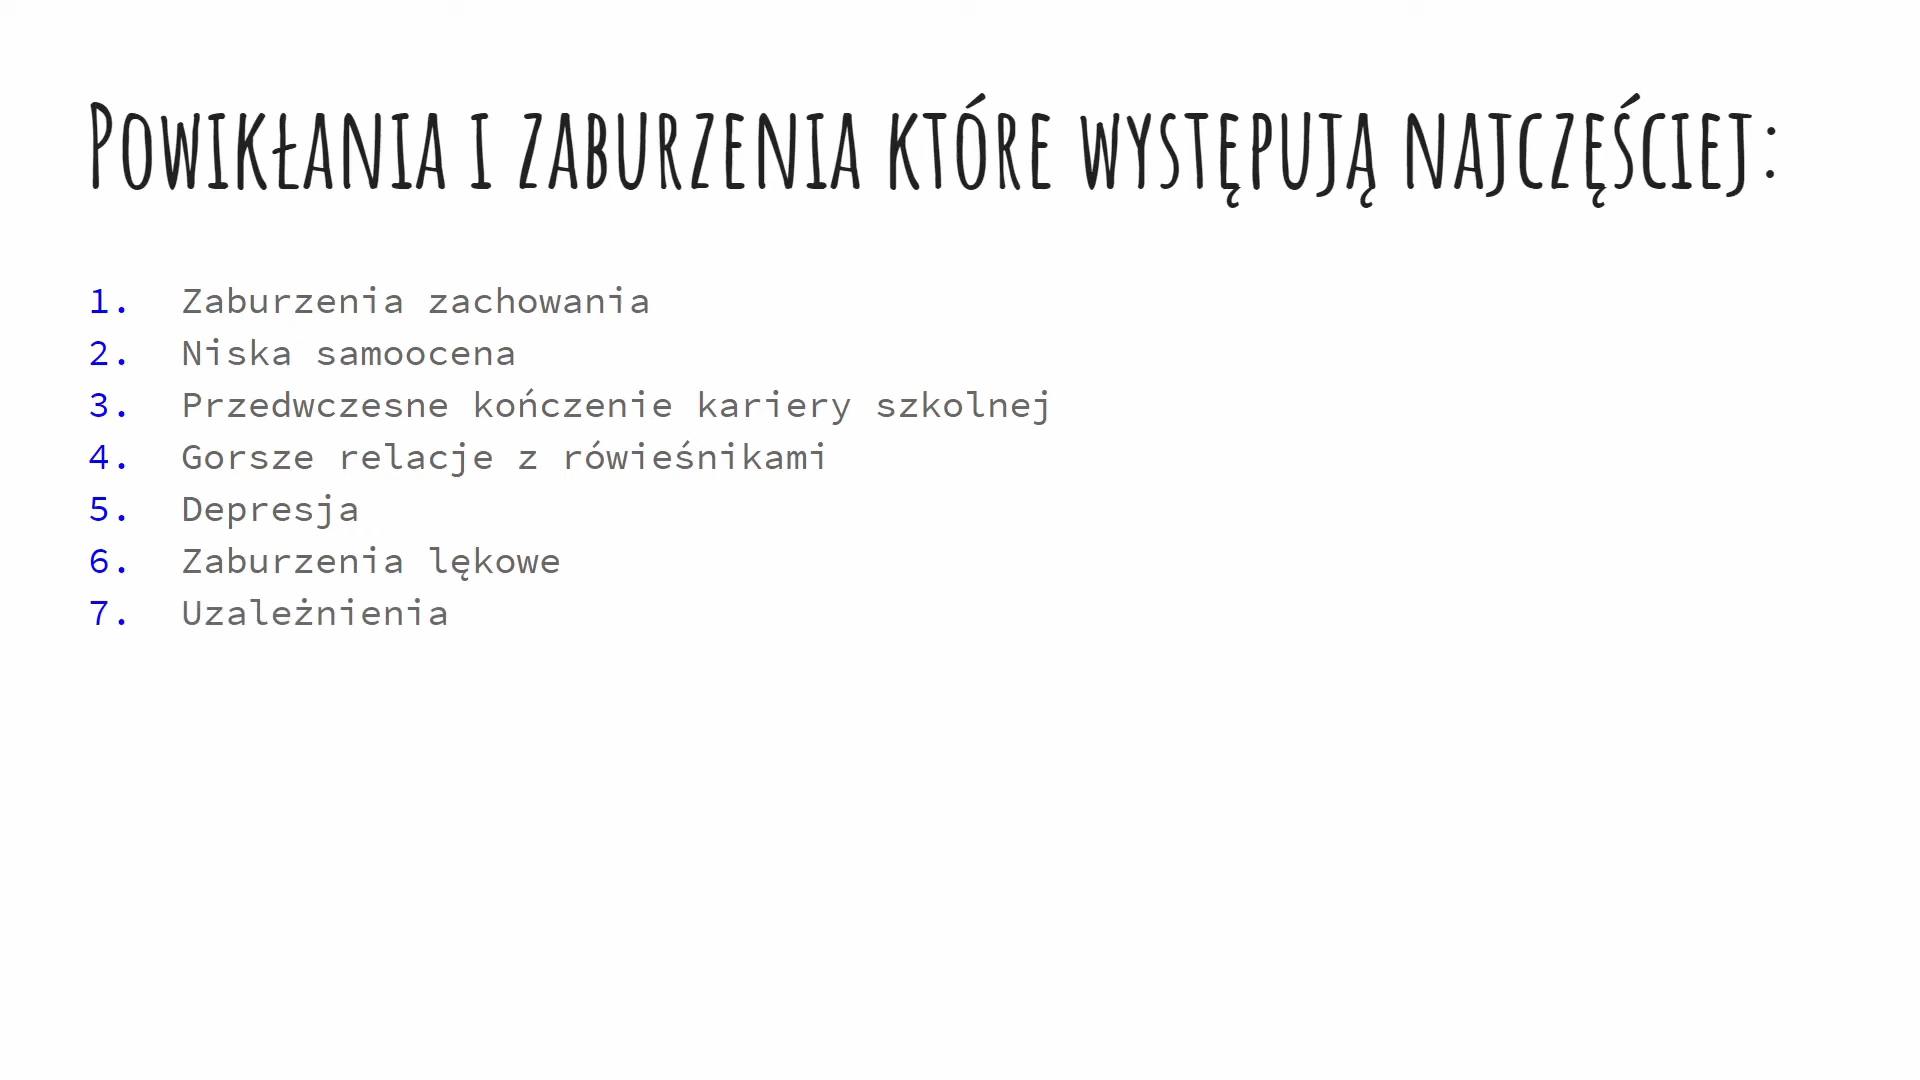 Powikłania i zaburzenia które występują najczęściej:
1. Zaburzenia zachowania
2. Niska samoocena
3. Przedwczesne kończenie kariery szkolnej
4. Gorsze relacje z rówieśnikami
5. Depresja
6. Zaburzenia lękowe
7. Uzależnienia